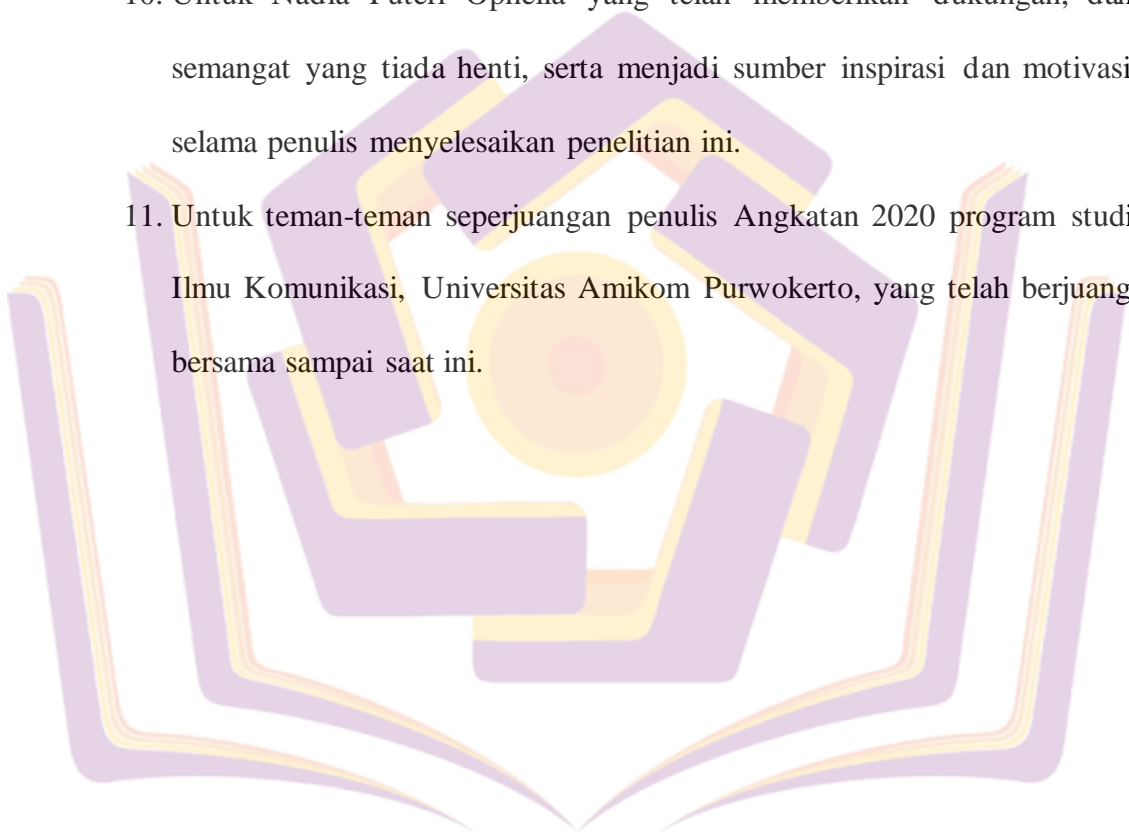 10. Untuk Nadia Puteri Ophelia yang telah memberikan dukungan, dan
semangat yang tiada henti, serta menjadi sumber inspirasi dan motivasi
selama penulis menyelesaikan penelitian ini.
11. Untuk teman-teman seperjuangan penulis Angkatan 2020 program studi
Ilmu Komunikasi, Universitas Amikom Purwokerto, yang telah berjuang
bersama sampai saat ini.